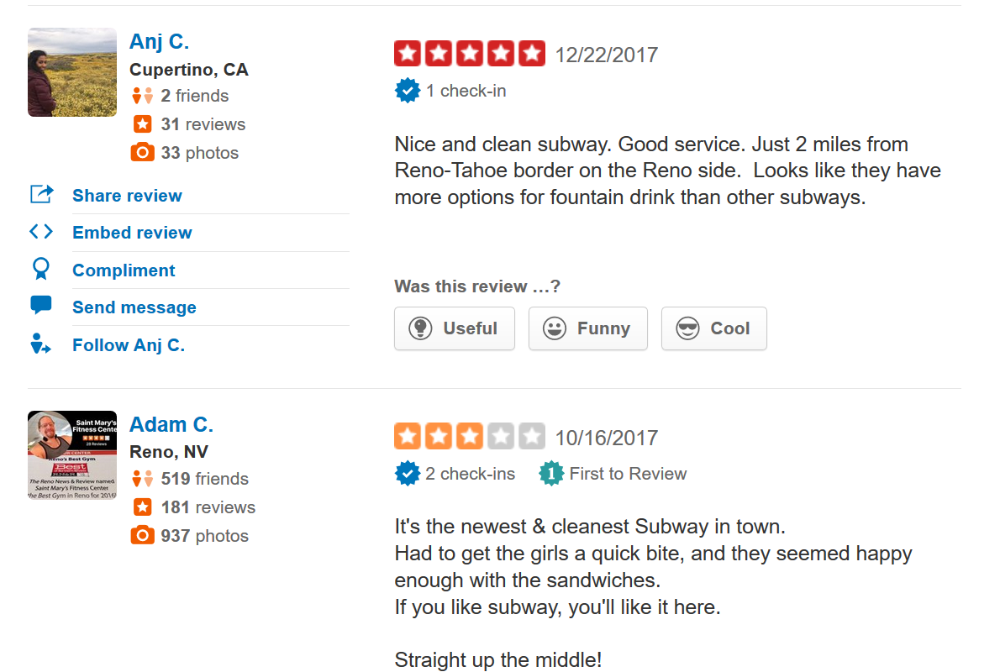 Anj C.
Cupertino, CA
2 friends
31 reviews
33 photos
Share review
Embed review
Compliment
Send message
Follow Anj C.
12/22/2017
1 check-in
Nice and clean subway. Good service. Just 2 miles from
Reno-Tahoe border on the Reno side.  Looks like they have
more options for fountain drink than other subways.
Was this review …?
Useful
Funny
Cool
Saint Mary's
Fitness Cente
28 Reviews
CENTER
Reno's Best Gym
Best
The Reno News & Review named
Saint Mary's Fitness Center
the Best Gym in Reno for 2016!
Adam C.
Reno, NV
519 friends
181 reviews
937 photos
10/16/2017
2 check-ins
1 First to Review
It's the newest & cleanest Subway in town.
Had to get the girls a quick bite, and they seemed happy
enough with the sandwiches.
If you like subway, you'll like it here.
Straight up the middle!